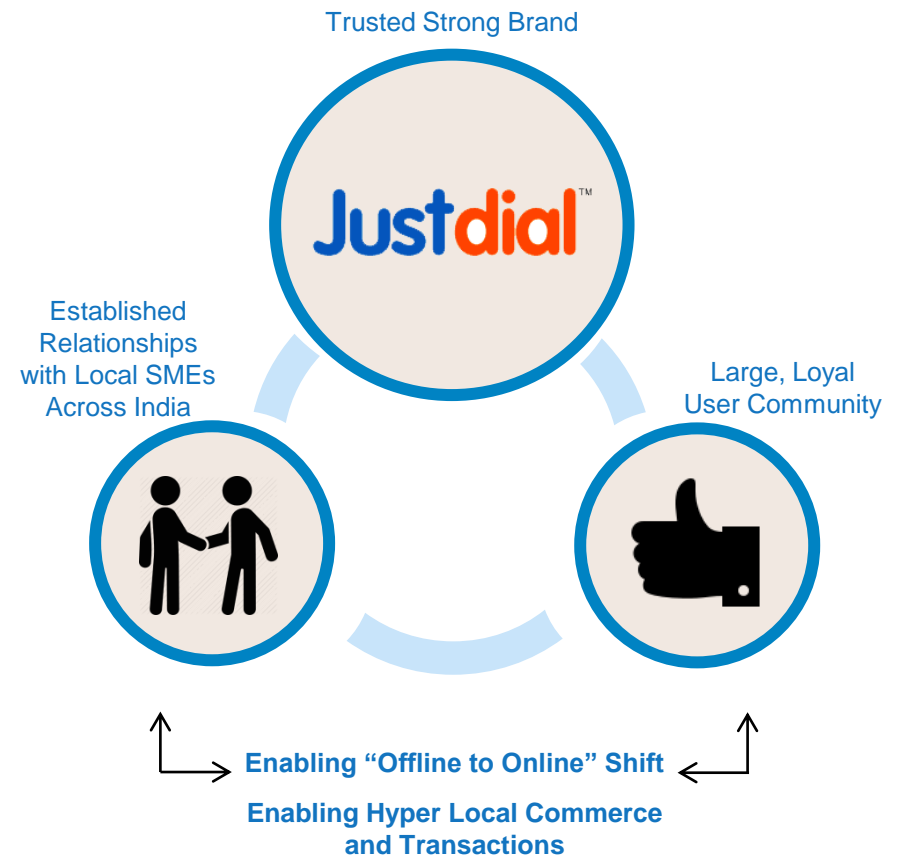 Trusted Strong Brand
Justdial™
Established
Relationships
with Local SMEs
Across India
Large, Loyal
User Community
Enabling “Offline to Online” Shift
Enabling Hyper Local Commerce
and Transactions